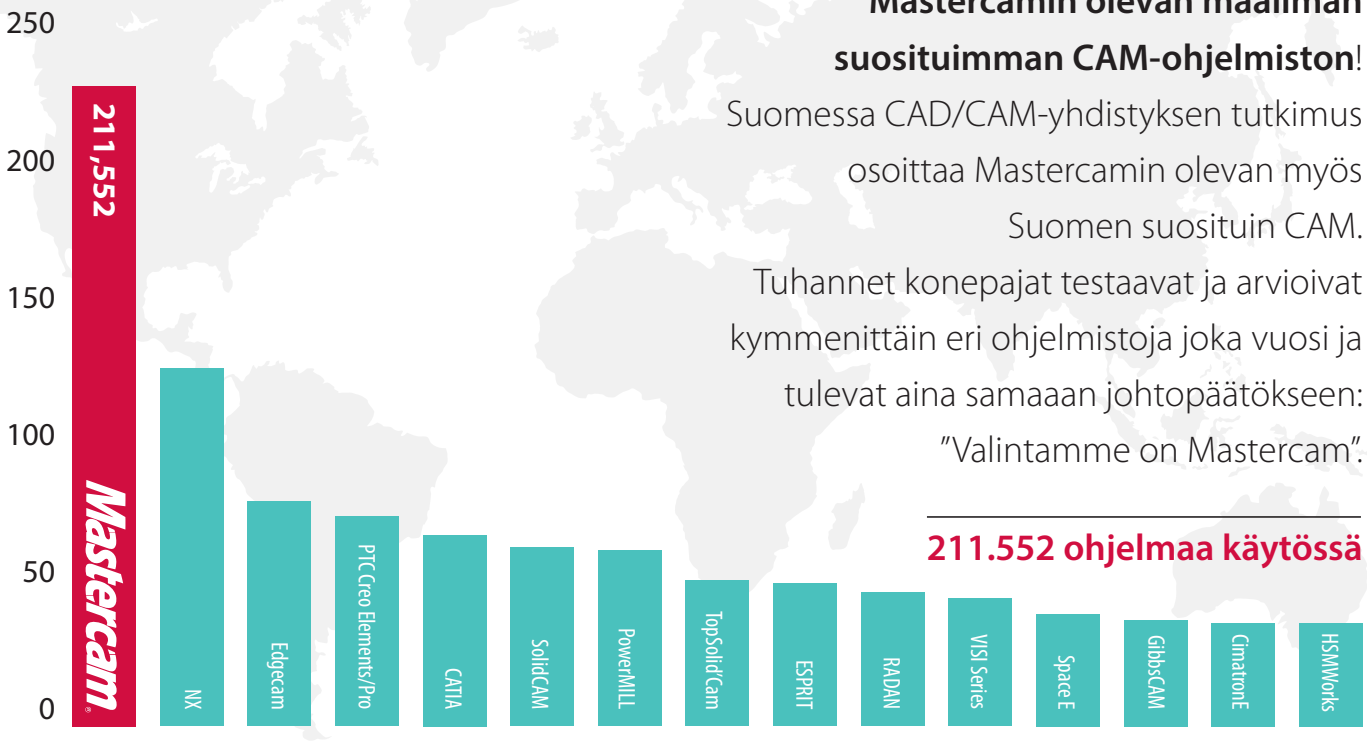 Mastercamin olevan maailman
suosituimman CAM-ohjelmiston!
Suomessa CAD/CAM-yhdistyksen tutkimus
osoittaa Mastercamin olevan myös
Suomen suosituin CAM.
Tuhannet konepajat testaavat ja arvioivat
kymmenittäin eri ohjelmistoja joka vuosi ja
tulevat aina samaaan johtopäätökseen:
”Valintamme on Mastercam”.
211.552 ohjelmaa käytössä
250
200
150
100
50
0
211,552
Mastercam®
NX
Edgecam
PTC Creo Elements/Pro
CATIA
SolidCAM
PowerMILL
TopSolid'Cam
ESPRIT
RADAN
VISI Series
Space E
GibbsCAM
CimatronE
HSMWorks